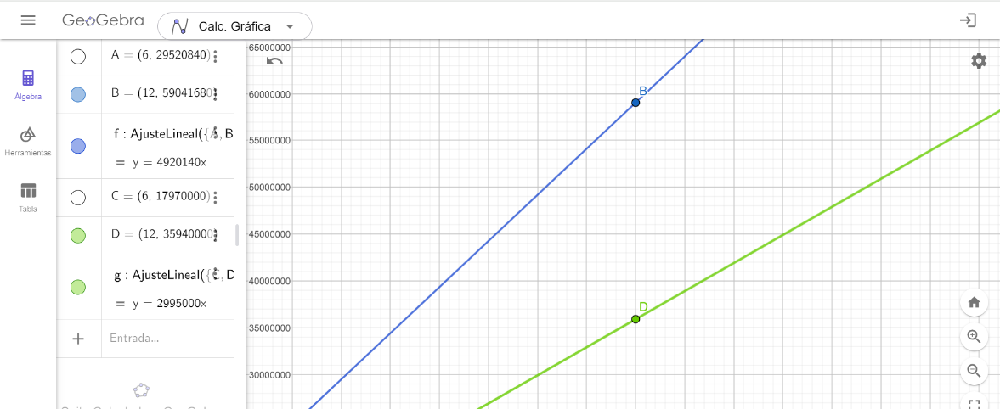 GeoGebra
Calc. Gráfica
Álgebra
Herramientas
Tabla
A = (6, 29520840)
B = (12, 59041680
f : AjusteLineal({A, B
= y = 4920140x
C = (6, 17970000)
D = (12, 35940000
g : AjusteLineal({C, D
= y = 2995000x
+ Entrada...
65000000
60000000
55000000
50000000
45000000
40000000
35000000
30000000
B
D